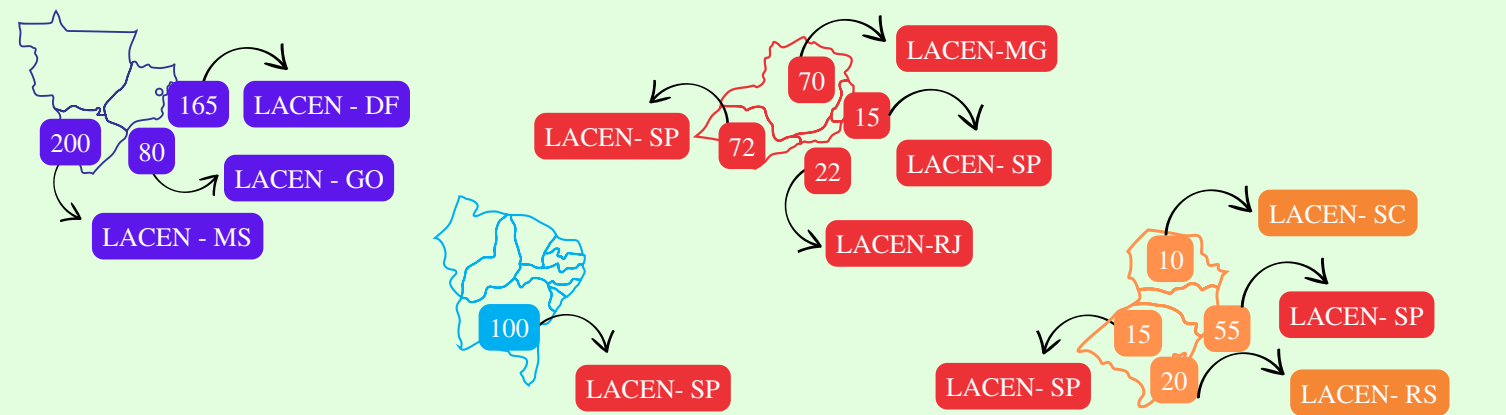 165
LACEN - DF
200
80
LACEN - GO
LACEN - MS
LACEN-MG
70
15
LACEN- SP
72
LACEN- SP
22
LACEN-RJ
100
LACEN- SP
LACEN- SC
10
LACEN- SP
15
55
LACEN- SP
20
LACEN- RS